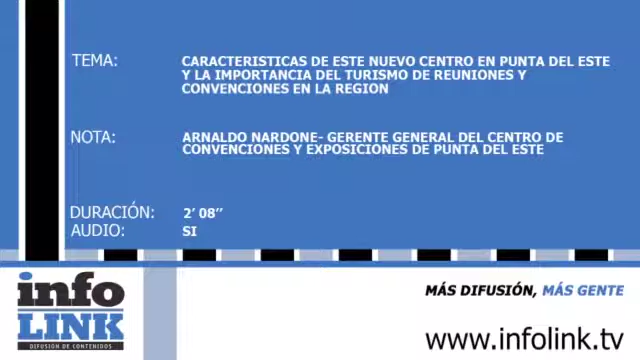 TEMA:
CARACTERISTICAS DE ESTE NUEVO CENTRO EN PUNTA DEL ESTE
Y LA IMPORTANCIA DEL TURISMO DE REUNIONES Y
CONVENCIONES EN LA REGION
NOTA:
ARNALDO NARDONE- GERENTE GENERAL DEL CENTRO DE
CONVENCIONES Y EXPOSICIONES DE PUNTA DEL ESTE
DURACIÓN: 2' 08''
AUDIO: SI
info
LINK
DIFUSIÓN DE CONTENIDOS
MÁS DIFUSIÓN, MÁS GENTE
www.infolink.tv